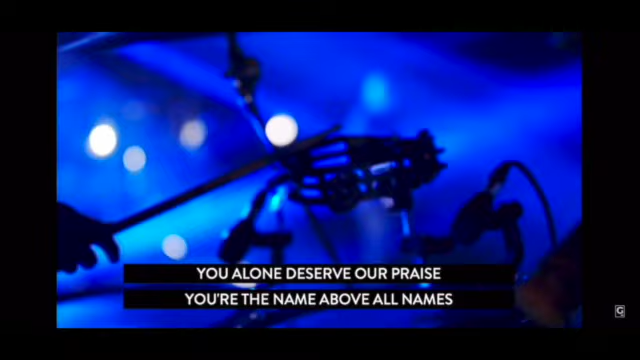 YOU ALONE DESERVE OUR PRAISE
YOU'RE THE NAME ABOVE ALL NAMES
G